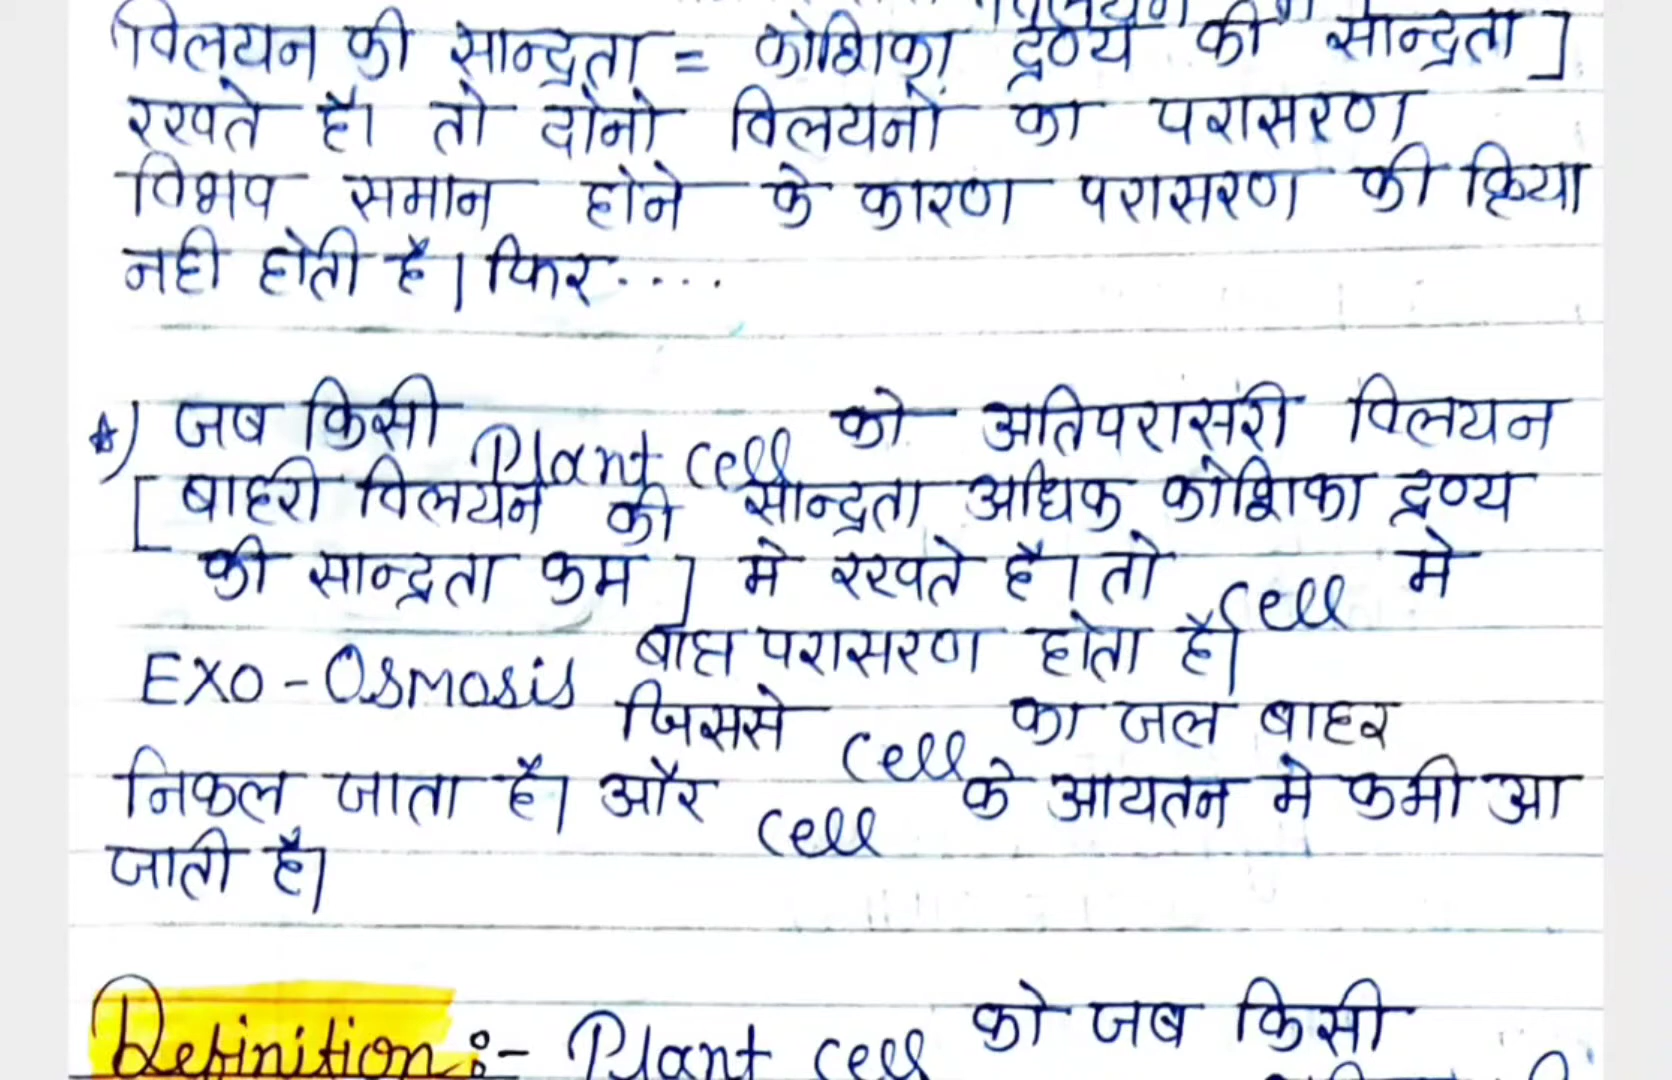 विलयन की सान्द्रता = कोशिका द्रव्य की सान्द्रता ]
रखते है। तो दोनो विलयनों का परासरण
विभव समान होने के कारण परासरण की क्रिया
नही होती है। फिर....
*) जब किसी Plant cell को अतिपरासरी विलयन
[ बाहरी विलयन की सान्द्रता अधिक कोशिका द्रव्य
की सान्द्रता कम ] मे रखते है। तो cell मे
Exo-Osmosis बाह्य परासरण होता है।
जिससे cell का जल बाहर
निकल जाता है। और cell के आयतन मे कमी आ
जाती है।
Definition :- Plant cell को जब किसी